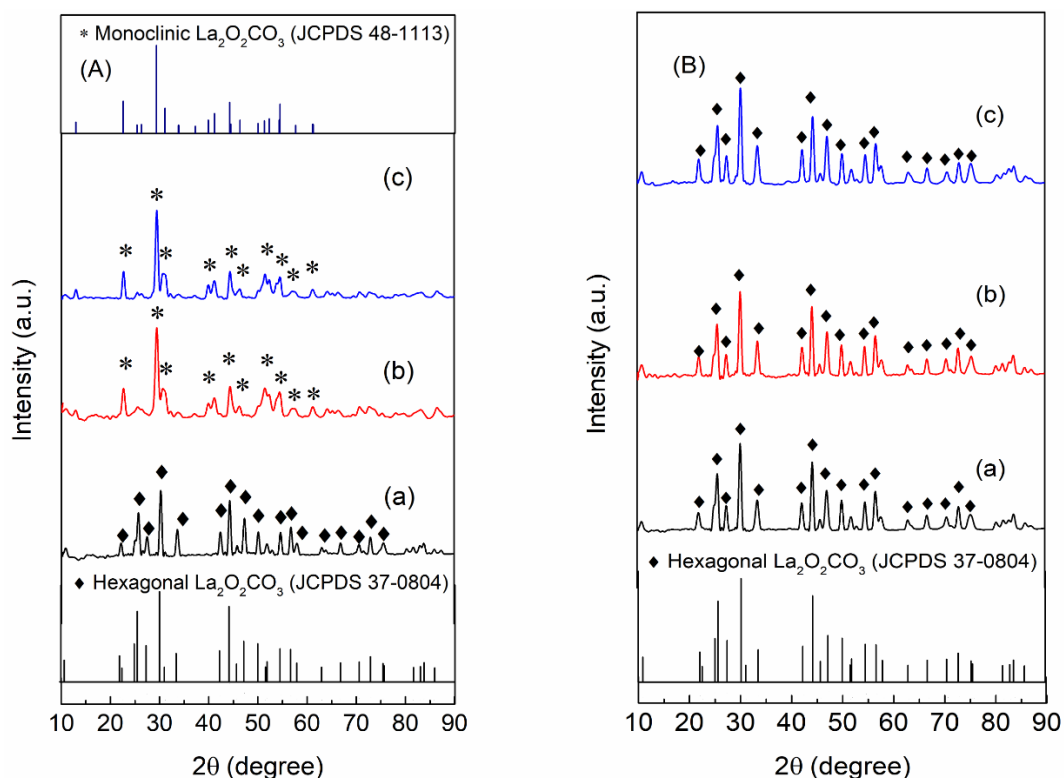 * Monoclinic La₂O₂CO₃ (JCPDS 48-1113)
(A)
(c)
(b)
(a)
◆ Hexagonal La₂O₂CO₃ (JCPDS 37-0804)
10 20 30 40 50 60 70 80 90
2θ (degree)
Intensity (a.u.)
(B)
(c)
(b)
(a)
◆ Hexagonal La₂O₂CO₃ (JCPDS 37-0804)
10 20 30 40 50 60 70 80 90
2θ (degree)
Intensity (a.u.)